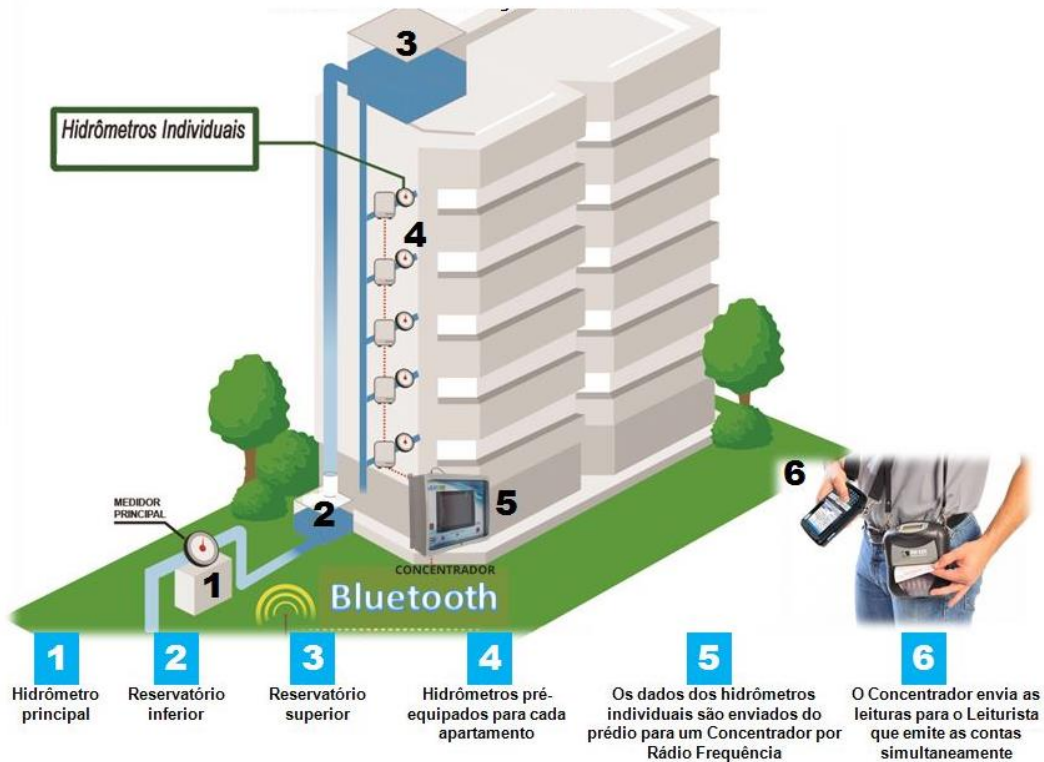 3
Hidrômetros Individuais
4
5
6
2
MEDIDOR
PRINCIPAL
1
CONCENTRADOR
Bluetooth
1
Hidrômetro
principal
2
Reservatório
inferior
3
Reservatório
superior
4
Hidrômetros pré-
equipados para cada
apartamento
5
Os dados dos hidrômetros
individuais são enviados do
prédio para um Concentrador por
Rádio Frequência
6
O Concentrador envia as
leituras para o Leiturista
que emite as contas
simultaneamente